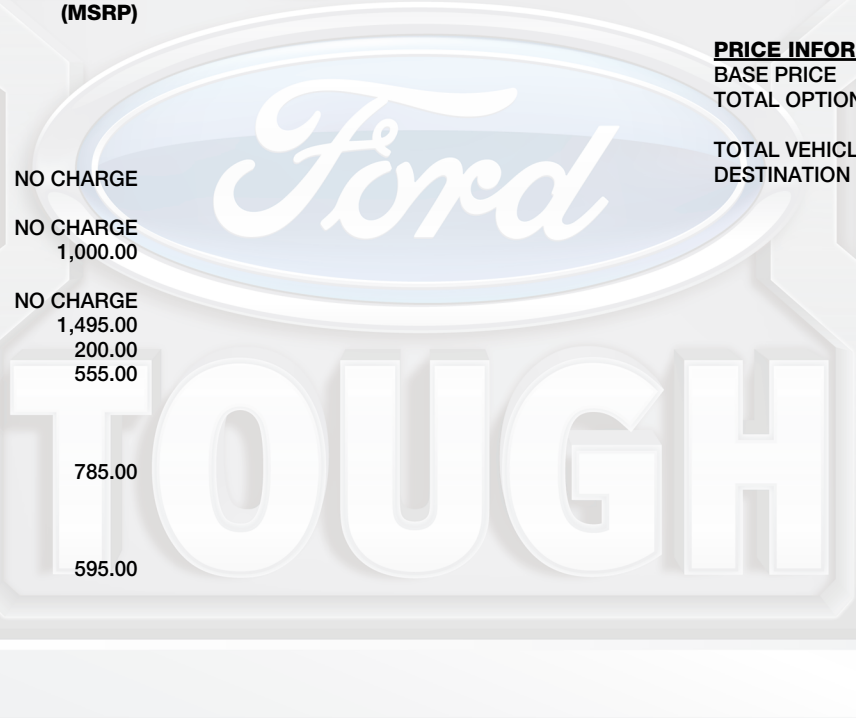 (MSRP)
PRICE INFOR
BASE PRICE
TOTAL OPTION
TOTAL VEHICL
DESTINATION
NO CHARGE
NO CHARGE
1,000.00
NO CHARGE
1,495.00
200.00
555.00
785.00
595.00
Ford
TOUGH